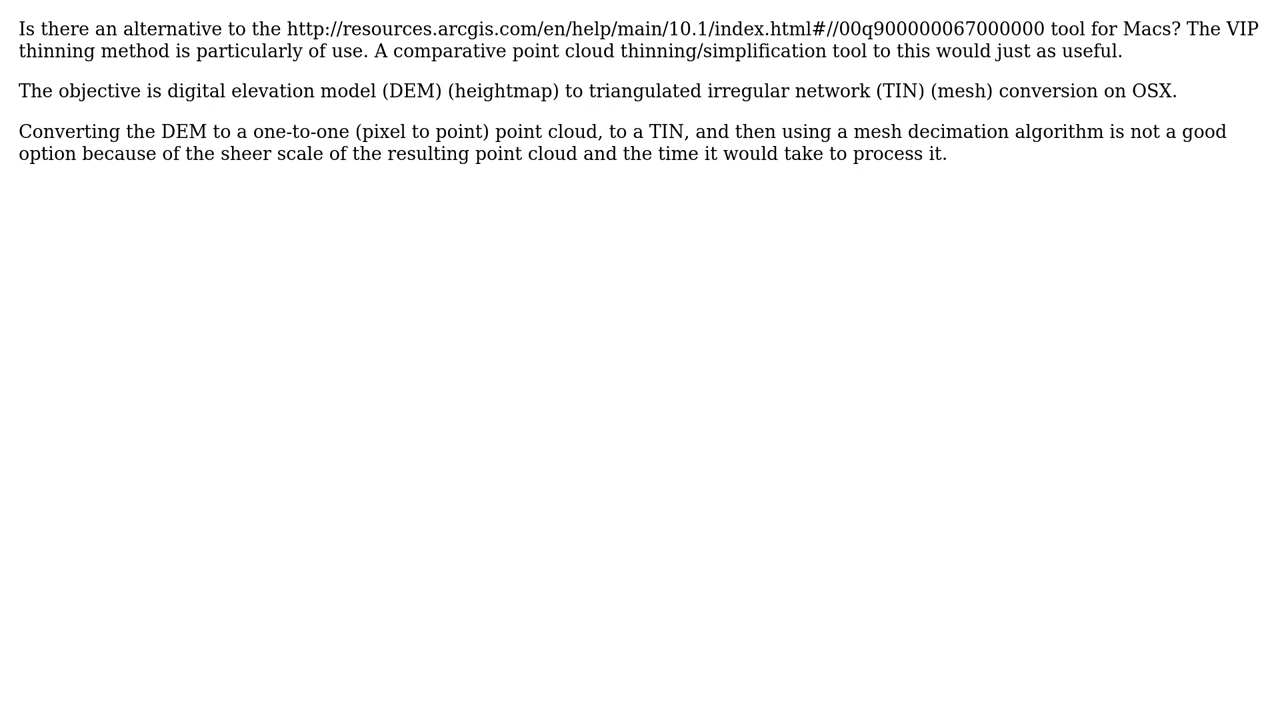 Is there an alternative to the http://resources.arcgis.com/en/help/main/10.1/index.html#//00q900000067000000 tool for Macs? The VIP
thinning method is particularly of use. A comparative point cloud thinning/simplification tool to this would just as useful.
The objective is digital elevation model (DEM) (heightmap) to triangulated irregular network (TIN) (mesh) conversion on OSX.
Converting the DEM to a one-to-one (pixel to point) point cloud, to a TIN, and then using a mesh decimation algorithm is not a good
option because of the sheer scale of the resulting point cloud and the time it would take to process it.